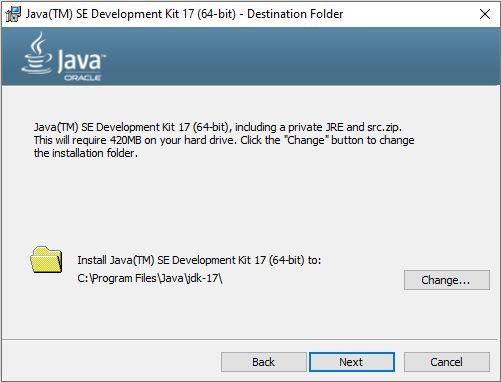 Java(TM) SE Development Kit 17 (64-bit) - Destination Folder
Java
ORACLE
Java(TM) SE Development Kit 17 (64-bit), including a private JRE and src.zip.
This will require 420MB on your hard drive. Click the "Change" button to change
the installation folder.
Install Java(TM) SE Development Kit 17 (64-bit) to:
C:\Program Files\Java\jdk-17\
Change...
Back
Next
Cancel